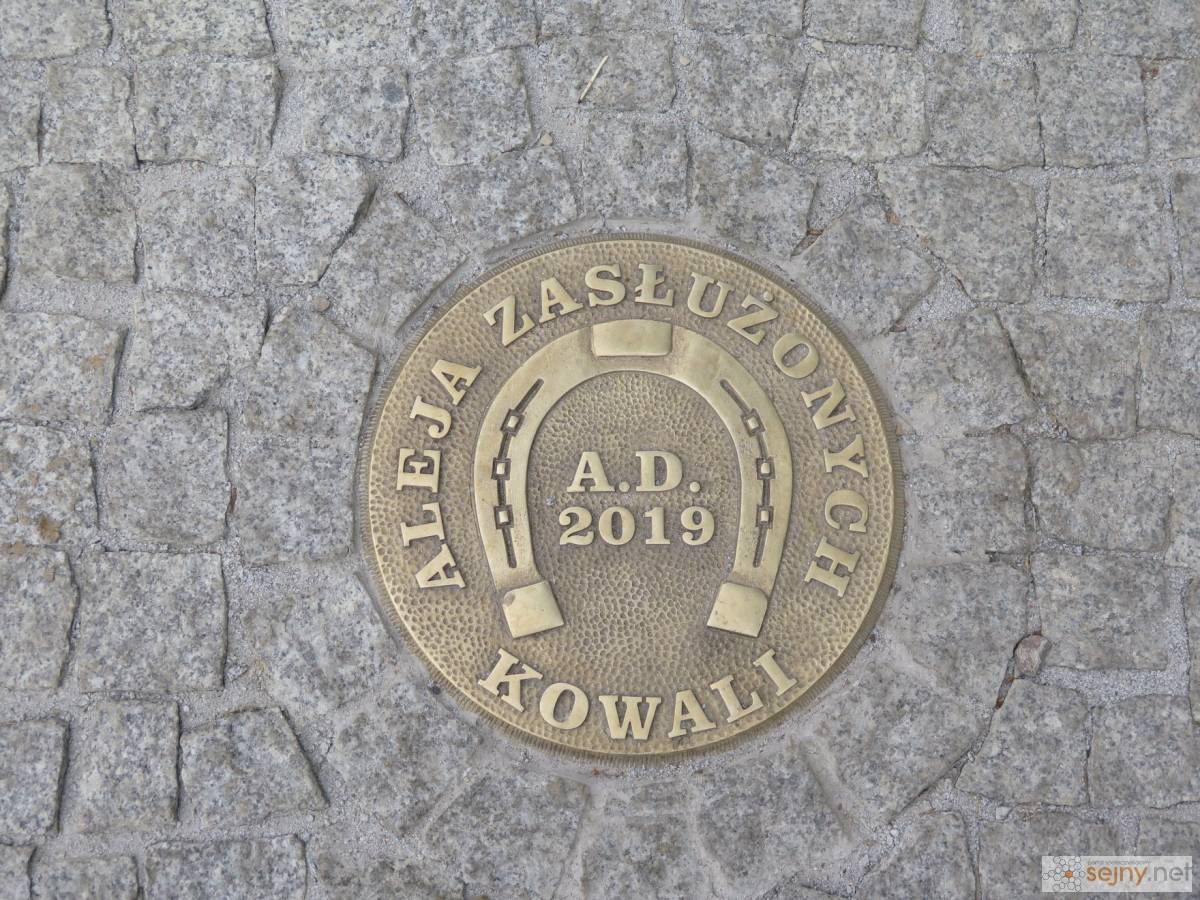 ALEJA ZASŁUŻONYCH
A.D.
2019
KOWALI
sejny.net